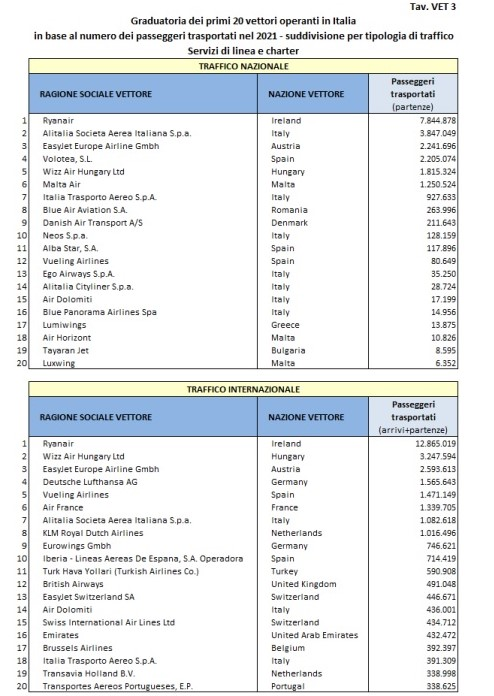 Tav. VET 3
Graduatoria dei primi 20 vettori operanti in Italia
in base al numero dei passeggeri trasportati nel 2021 - suddivisione per tipologia di traffico
Servizi di linea e charter
TRAFFICO NAZIONALE
RAGIONE SOCIALE VETTORE NAZIONE VETTORE Passeggeri trasportati (partenze)
1 Ryanair Ireland 7.844.878
2 Alitalia Societa Aerea Italiana S.p.a. Italy 3.847.049
3 EasyJet Europe Airline Gmbh Austria 2.241.696
4 Volotea, S.L. Spain 2.205.074
5 Wizz Air Hungary Ltd Hungary 1.815.324
6 Malta Air Malta 1.250.524
7 Italia Trasporto Aereo S.p.A. Italy 927.633
8 Blue Air Aviation S.A. Romania 263.996
9 Danish Air Transport A/S Denmark 211.643
10 Neos S.p.a. Italy 128.159
11 Alba Star, S.A. Spain 117.896
12 Vueling Airlines Spain 80.649
13 Ego Airways S.P.A. Italy 35.250
14 Alitalia Cityliner S.p.a. Italy 28.724
15 Air Dolomiti Italy 17.199
16 Blue Panorama Airlines Spa Italy 14.956
17 Lumiwings Greece 13.875
18 Air Horizont Malta 10.826
19 Tayaran Jet Bulgaria 8.595
20 Luxwing Malta 6.352
TRAFFICO INTERNAZIONALE
RAGIONE SOCIALE VETTORE NAZIONE VETTORE Passeggeri trasportati (arrivi+partenze)
1 Ryanair Ireland 12.865.019
2 Wizz Air Hungary Ltd Hungary 3.247.594
3 EasyJet Europe Airline Gmbh Austria 2.593.613
4 Deutsche Lufthansa AG Germany 1.565.643
5 Vueling Airlines Spain 1.471.149
6 Air France France 1.339.705
7 Alitalia Societa Aerea Italiana S.p.a. Italy 1.082.618
8 KLM Royal Dutch Airlines Netherlands 1.016.496
9 Eurowings Gmbh Germany 746.621
10 Iberia - Lineas Aereas De Espana, S.A. Operadora Spain 714.419
11 Turk Hava Yollari (Turkish Airlines Co.) Turkey 590.908
12 British Airways United Kingdom 491.048
13 EasyJet Switzerland SA Switzerland 446.671
14 Air Dolomiti Italy 436.001
15 Swiss International Air Lines Ltd Switzerland 434.712
16 Emirates United Arab Emirates 432.472
17 Brussels Airlines Belgium 392.397
18 Italia Trasporto Aereo S.p.A. Italy 391.309
19 Transavia Holland B.V. Netherlands 338.998
20 Transportes Aereos Portugueses, E.P. Portugal 338.625